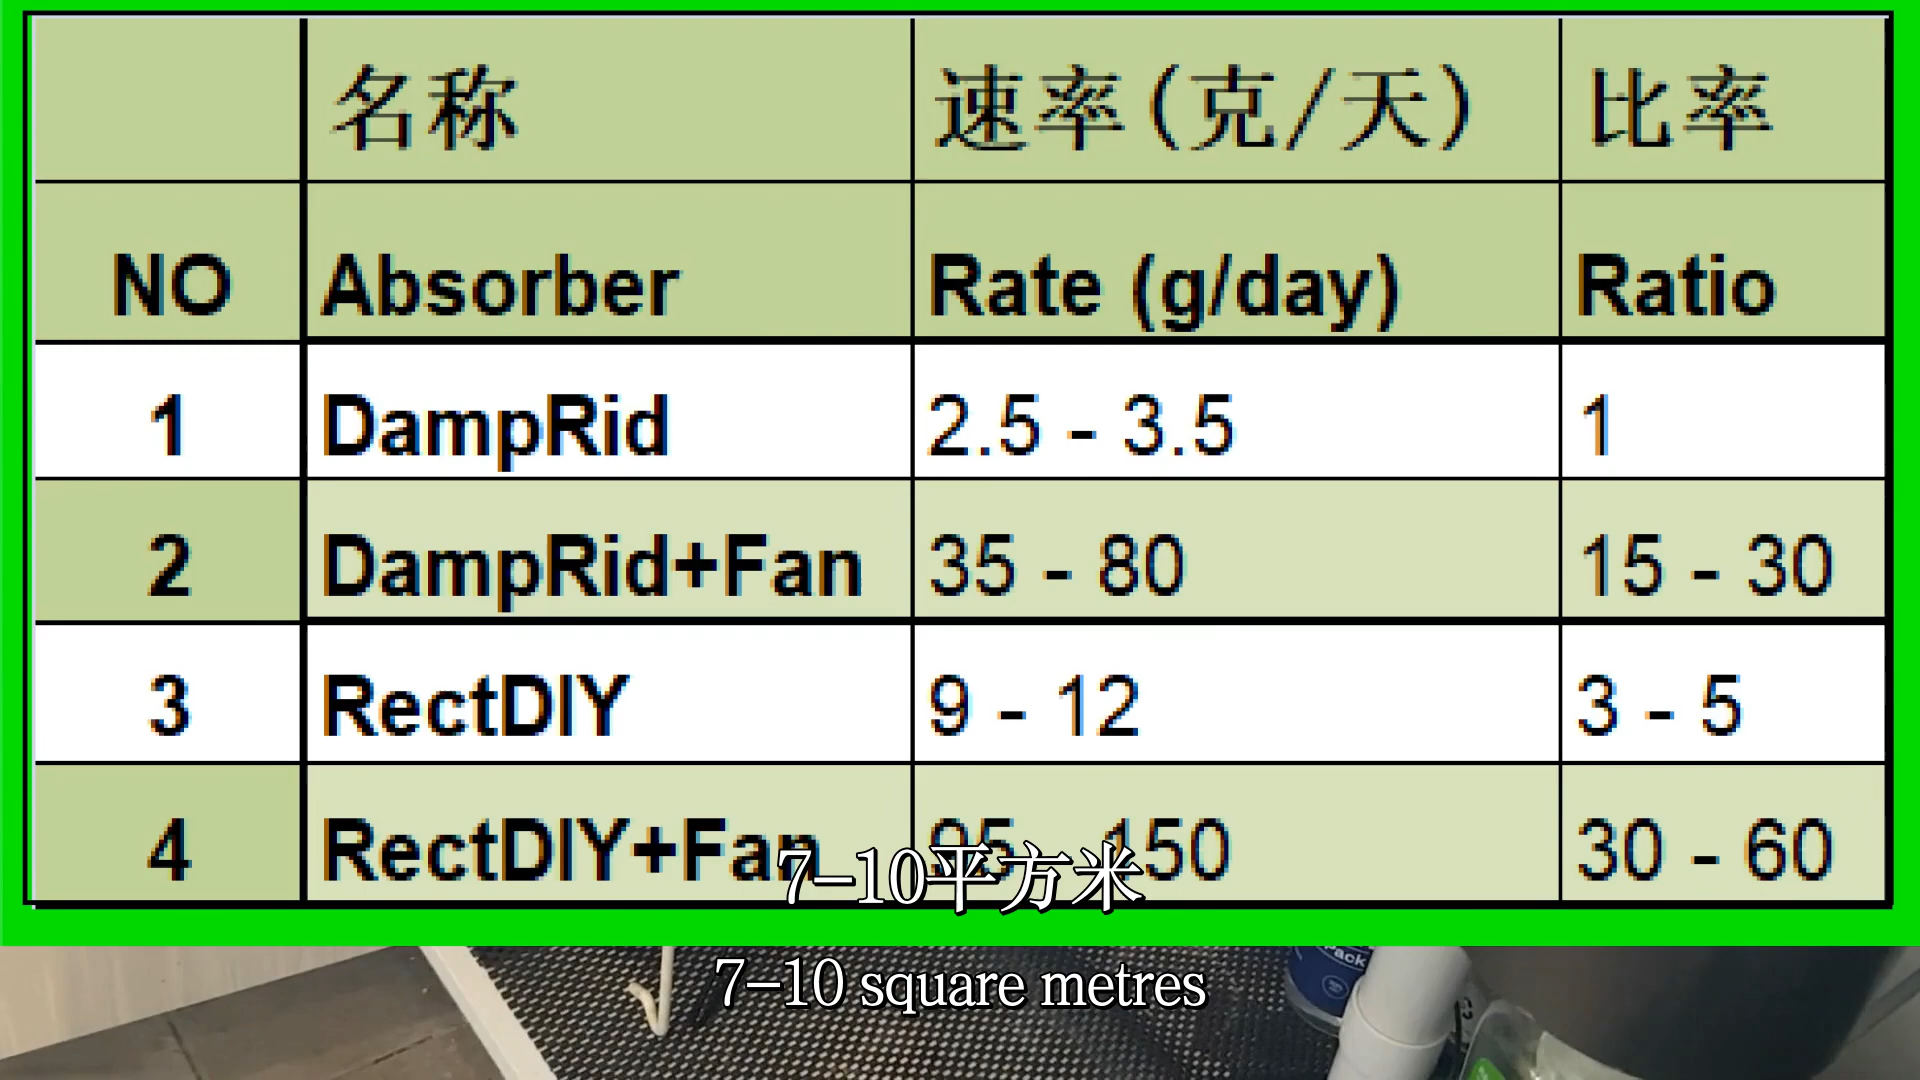 名称 速率(克/天) 比率
NO Absorber Rate (g/day) Ratio
1 DampRid 2.5 - 3.5 1
2 DampRid+Fan 35 - 80 15 - 30
3 RectDIY 9 - 12 3 - 5
4 RectDIY+Fan 95 - 150 30 - 60
7–10平方米
7–10 square metres